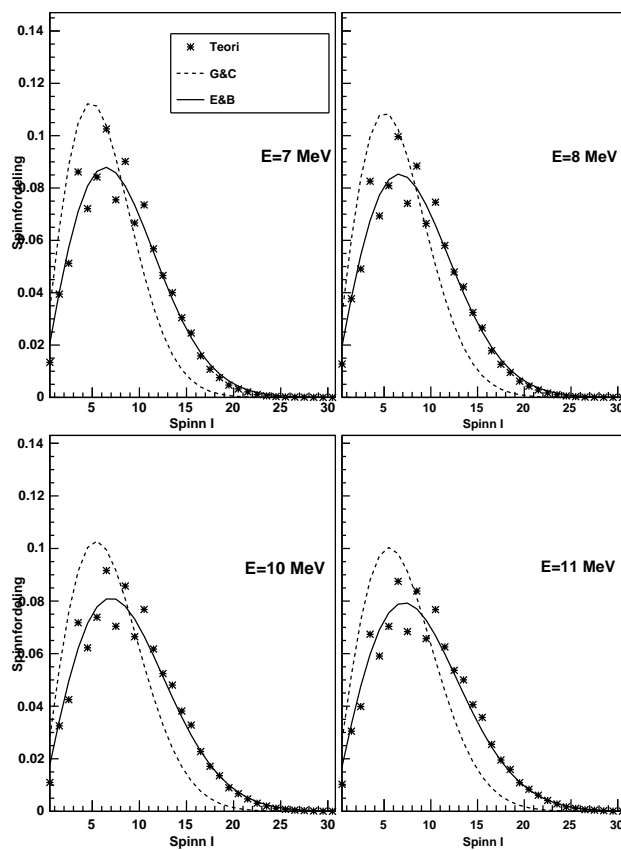 Spinnfordeling
0.14
0.12
0.1
0.08
0.06
0.04
0.02
0
Teori
G&C
E&B
E=7 MeV
5 10 15 20 25 30
Spinn I
E=8 MeV
5 10 15 20 25 30
Spinn I
Spinnfordeling
0.14
0.12
0.1
0.08
0.06
0.04
0.02
0
E=10 MeV
5 10 15 20 25 30
Spinn I
E=11 MeV
5 10 15 20 25 30
Spinn I